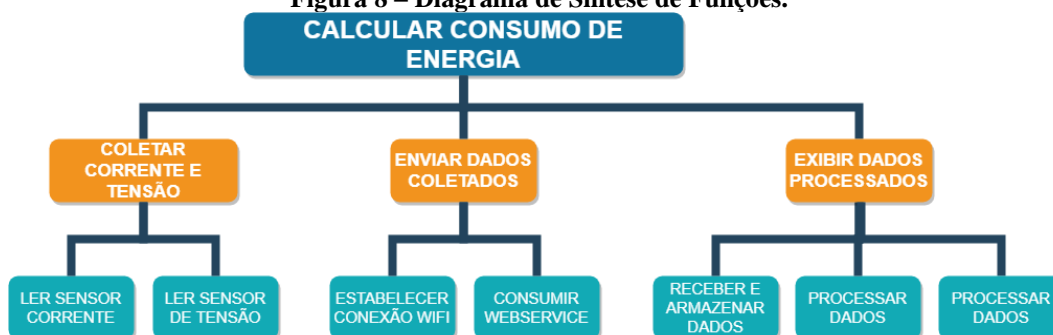 Figura 8 – Diagrama de Síntese de Funções.
CALCULAR CONSUMO DE
ENERGIA
COLETAR
CORRENTE E
TENSÃO
ENVIAR DADOS
COLETADOS
EXIBIR DADOS
PROCESSADOS
LER SENSOR
CORRENTE
LER SENSOR
DE TENSÃO
ESTABELECER
CONEXÃO WIFI
CONSUMIR
WEBSERVICE
RECEBER E
ARMAZENAR
DADOS
PROCESSAR
DADOS
PROCESSAR
DADOS